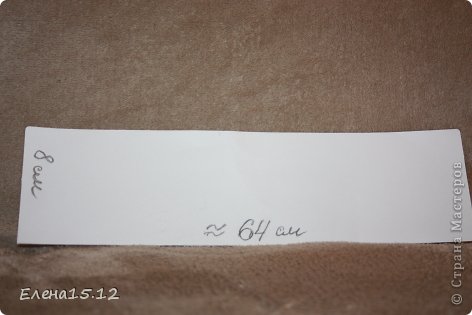 8 см
≈ 64 см
Елена15.12
© Страна Мастеров